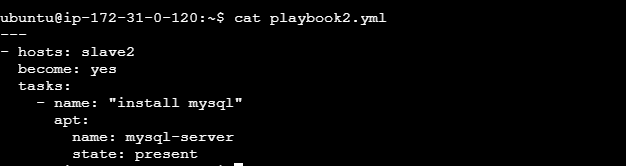 ubuntu@ip-172-31-0-120:~$ cat playbook2.yml
---
- hosts: slave2
  become: yes
  tasks:
    - name: "install mysql"
      apt:
        name: mysql-server
        state: present